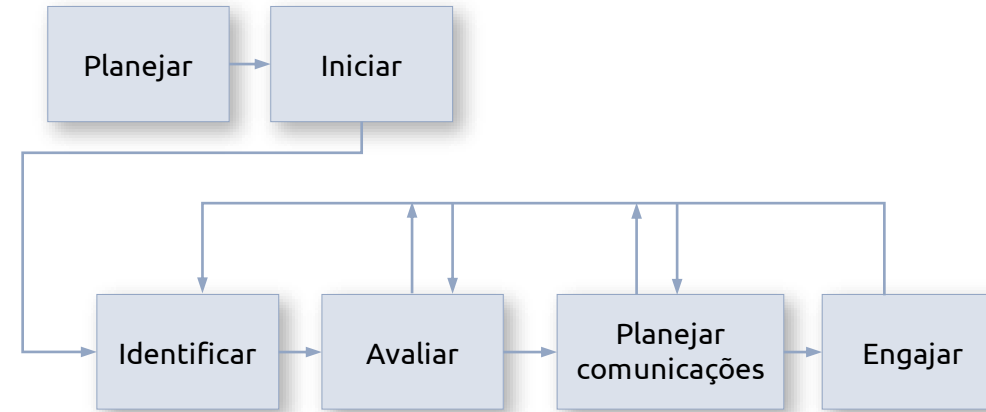 Planejar
Iniciar
Identificar
Avaliar
Planejar
comunicações
Engajar